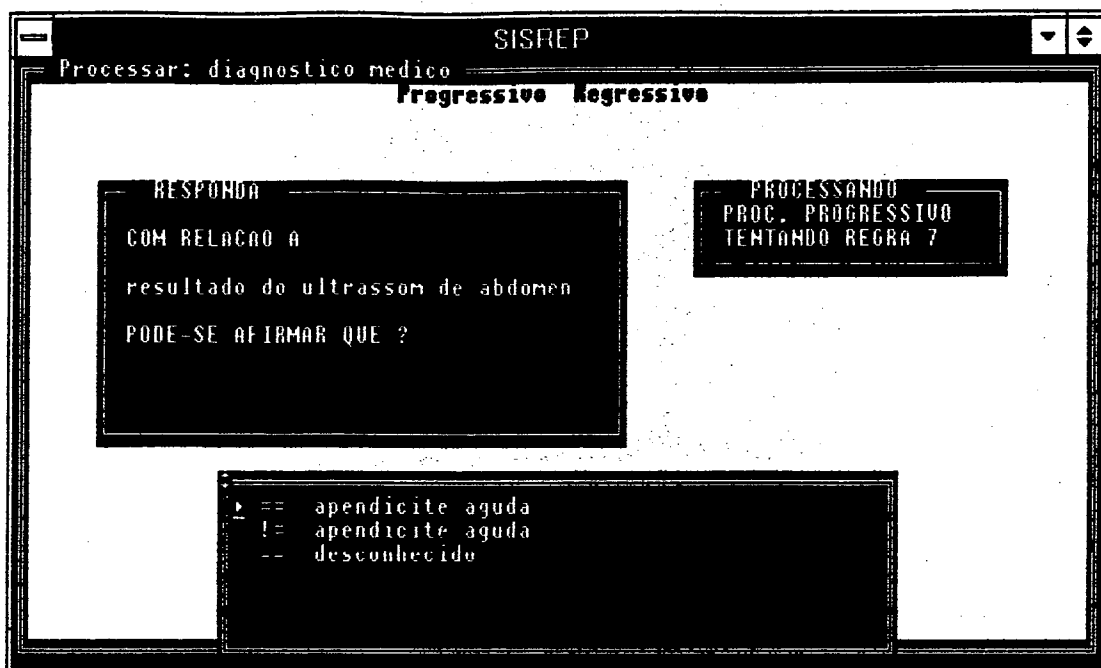 SISREP
Processar: diagnostico medico
Progressivo Regressivo
RESPONDA
COM RELACAO A
resultado do ultrassom de abdomen
PODE-SE AFIRMAR QUE ?
PROCESSANDO
PROC. PROGRESSIVO
TENTANDO REGRA 7
== apendicite aguda
!= apendicite aguda
-- desconhecido